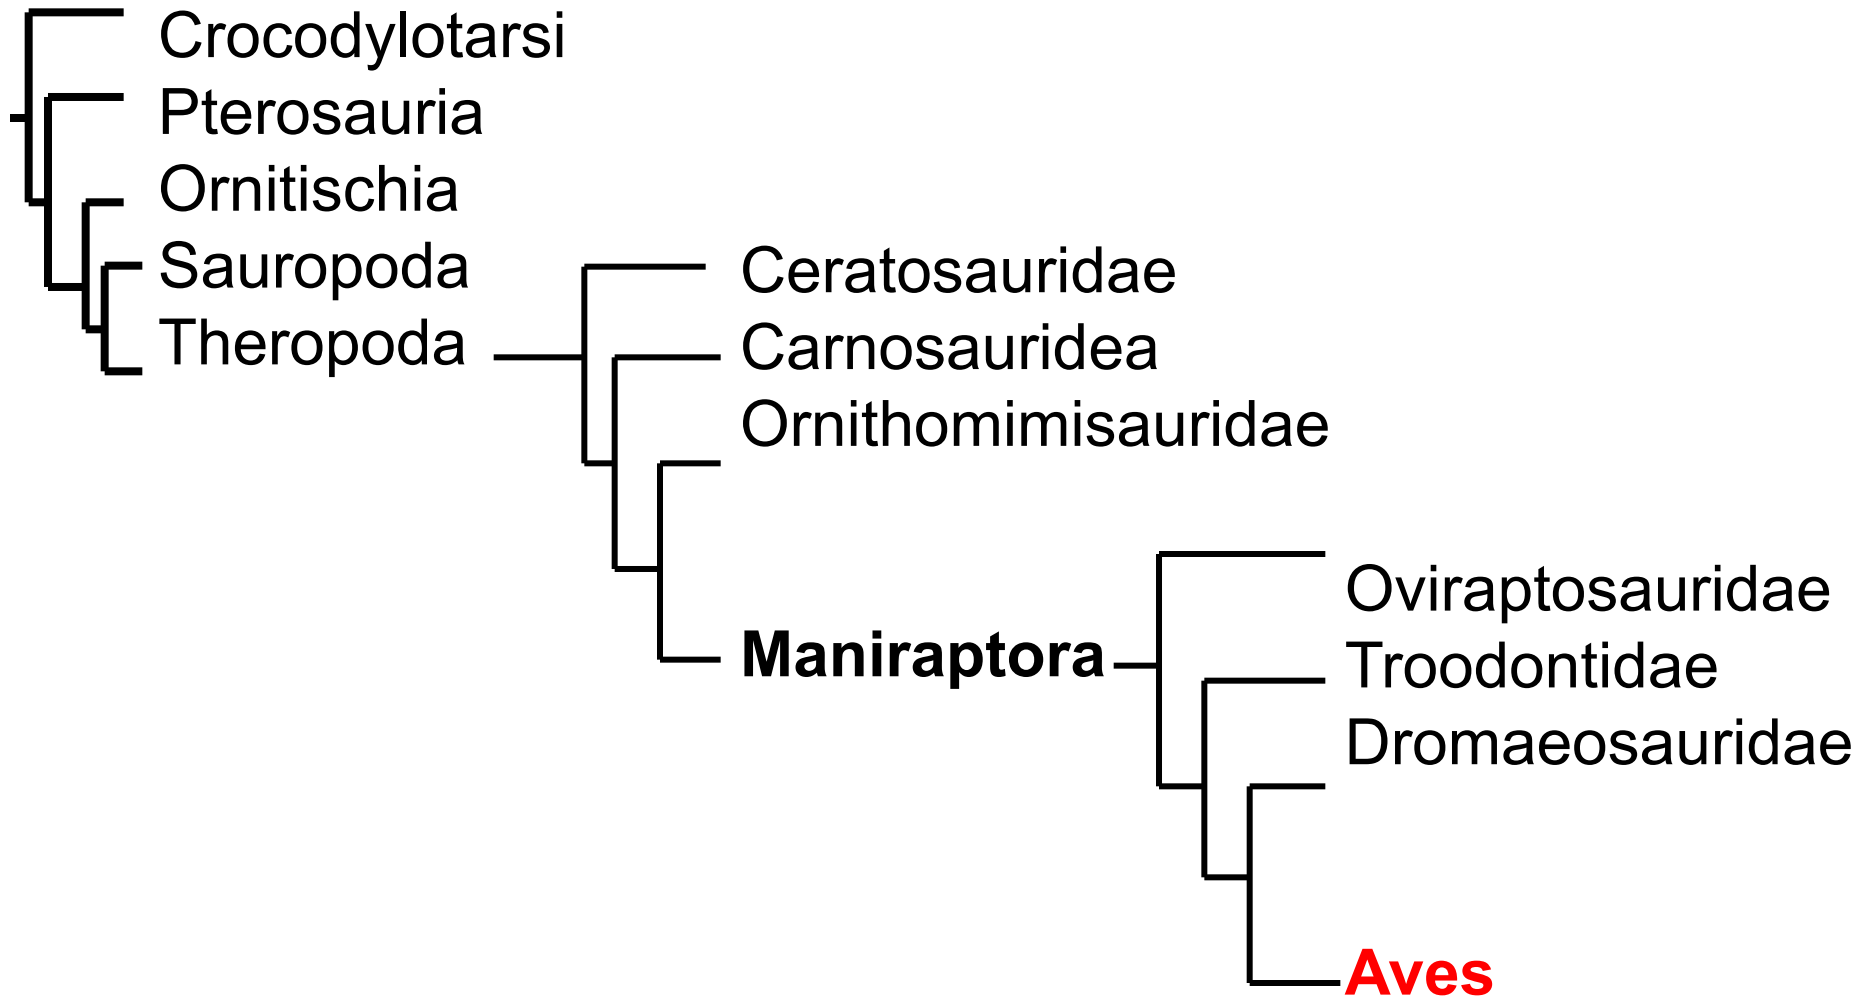 Crocodylotarsi
Pterosauria
Ornitischia
Sauropoda
Theropoda
Ceratosauridae
Carnosauridea
Ornithomimisauridae
Maniraptora
Oviraptosauridae
Troodontidae
Dromaeosauridae
Aves